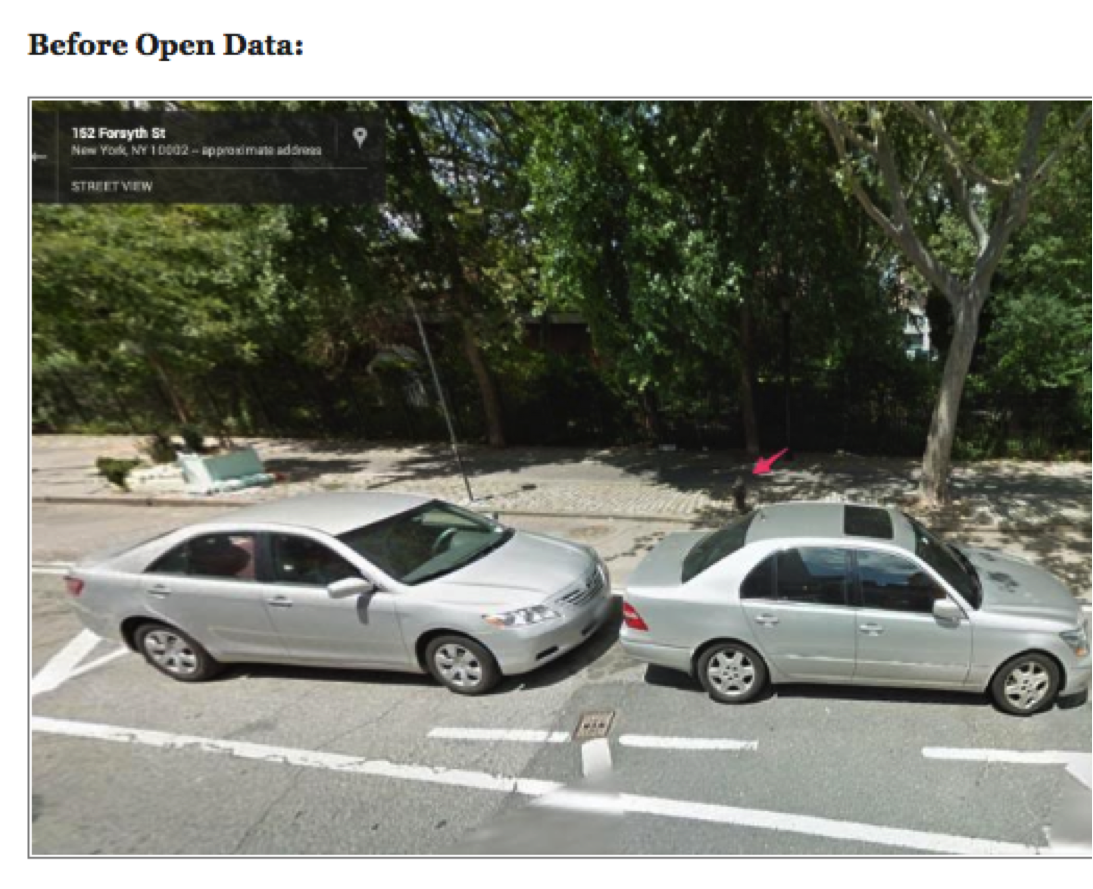 Before Open Data:
152 Forsyth St
New York, NY 10002 – approximate address
STREET VIEW